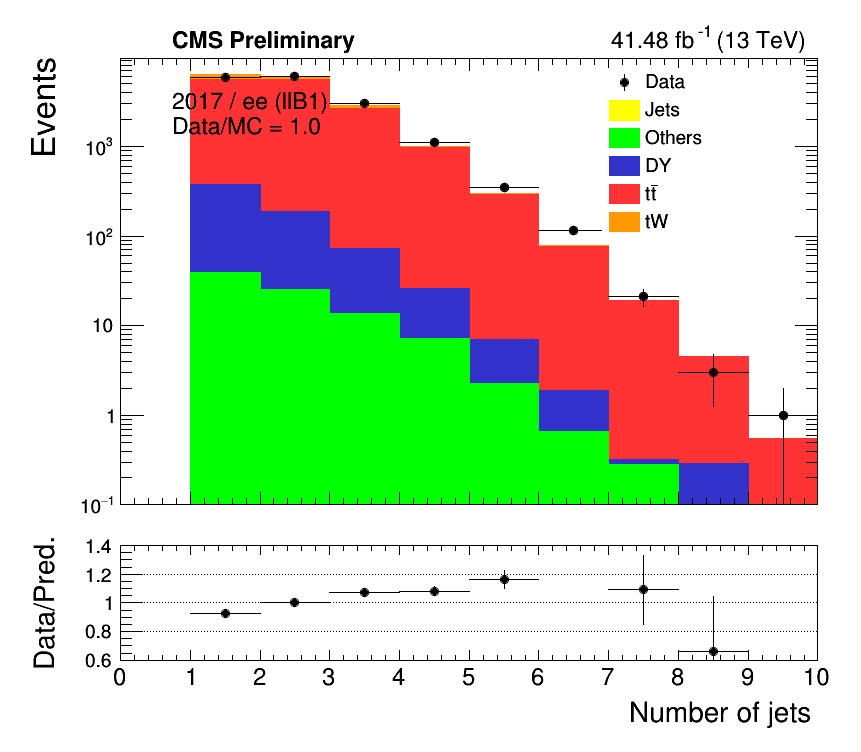 CMS Preliminary
41.48 fb⁻¹ (13 TeV)
Events
2017 / ee (llB1)
Data/MC = 1.0
Data
Jets
Others
DY
tt̄
tW
10³
10²
10
1
10⁻¹
Data/Pred.
1.4
1.2
1
0.8
0.6
0 1 2 3 4 5 6 7 8 9 10
Number of jets